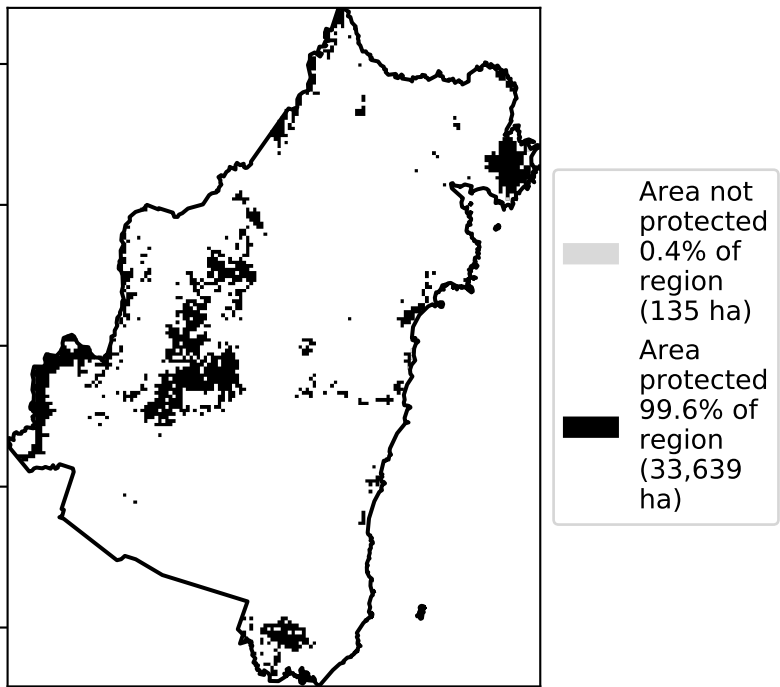 Area not
protected
0.4% of
region
(135 ha)
Area
protected
99.6% of
region
(33,639
ha)